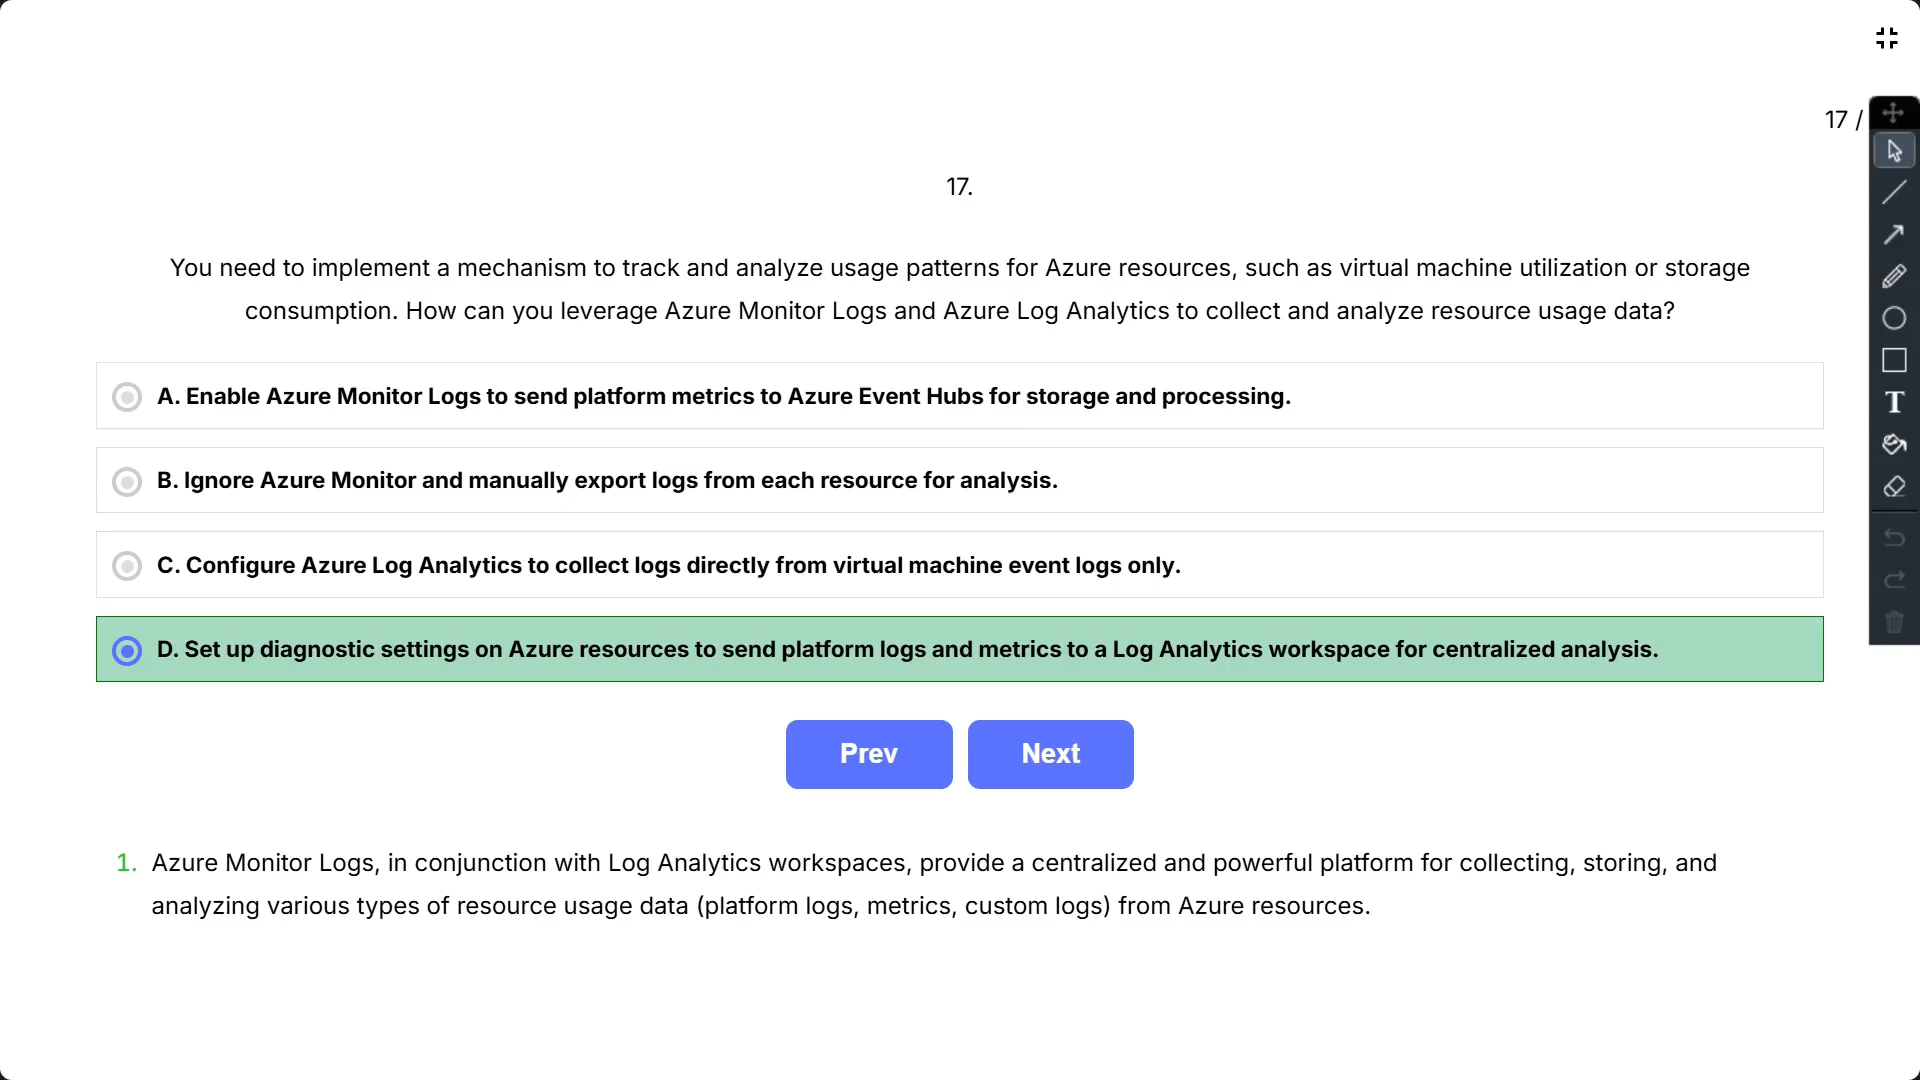 17 /
17.
You need to implement a mechanism to track and analyze usage patterns for Azure resources, such as virtual machine utilization or storage
consumption. How can you leverage Azure Monitor Logs and Azure Log Analytics to collect and analyze resource usage data?
A. Enable Azure Monitor Logs to send platform metrics to Azure Event Hubs for storage and processing.
B. Ignore Azure Monitor and manually export logs from each resource for analysis.
C. Configure Azure Log Analytics to collect logs directly from virtual machine event logs only.
D. Set up diagnostic settings on Azure resources to send platform logs and metrics to a Log Analytics workspace for centralized analysis.
Prev Next
1. Azure Monitor Logs, in conjunction with Log Analytics workspaces, provide a centralized and powerful platform for collecting, storing, and
analyzing various types of resource usage data (platform logs, metrics, custom logs) from Azure resources.
T